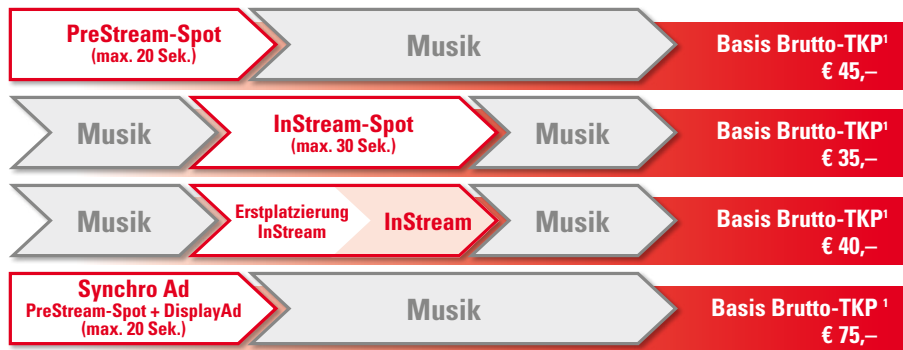 PreStream-Spot
(max. 20 Sek.)
Musik
Basis Brutto-TKP¹
€ 45,–
Musik
InStream-Spot
(max. 30 Sek.)
Musik
Basis Brutto-TKP¹
€ 35,–
Musik
Erstplatzierung
InStream
InStream
Musik
Basis Brutto-TKP¹
€ 40,–
Synchro Ad
PreStream-Spot + DisplayAd
(max. 20 Sek.)
Musik
Basis Brutto-TKP ¹
€ 75,–